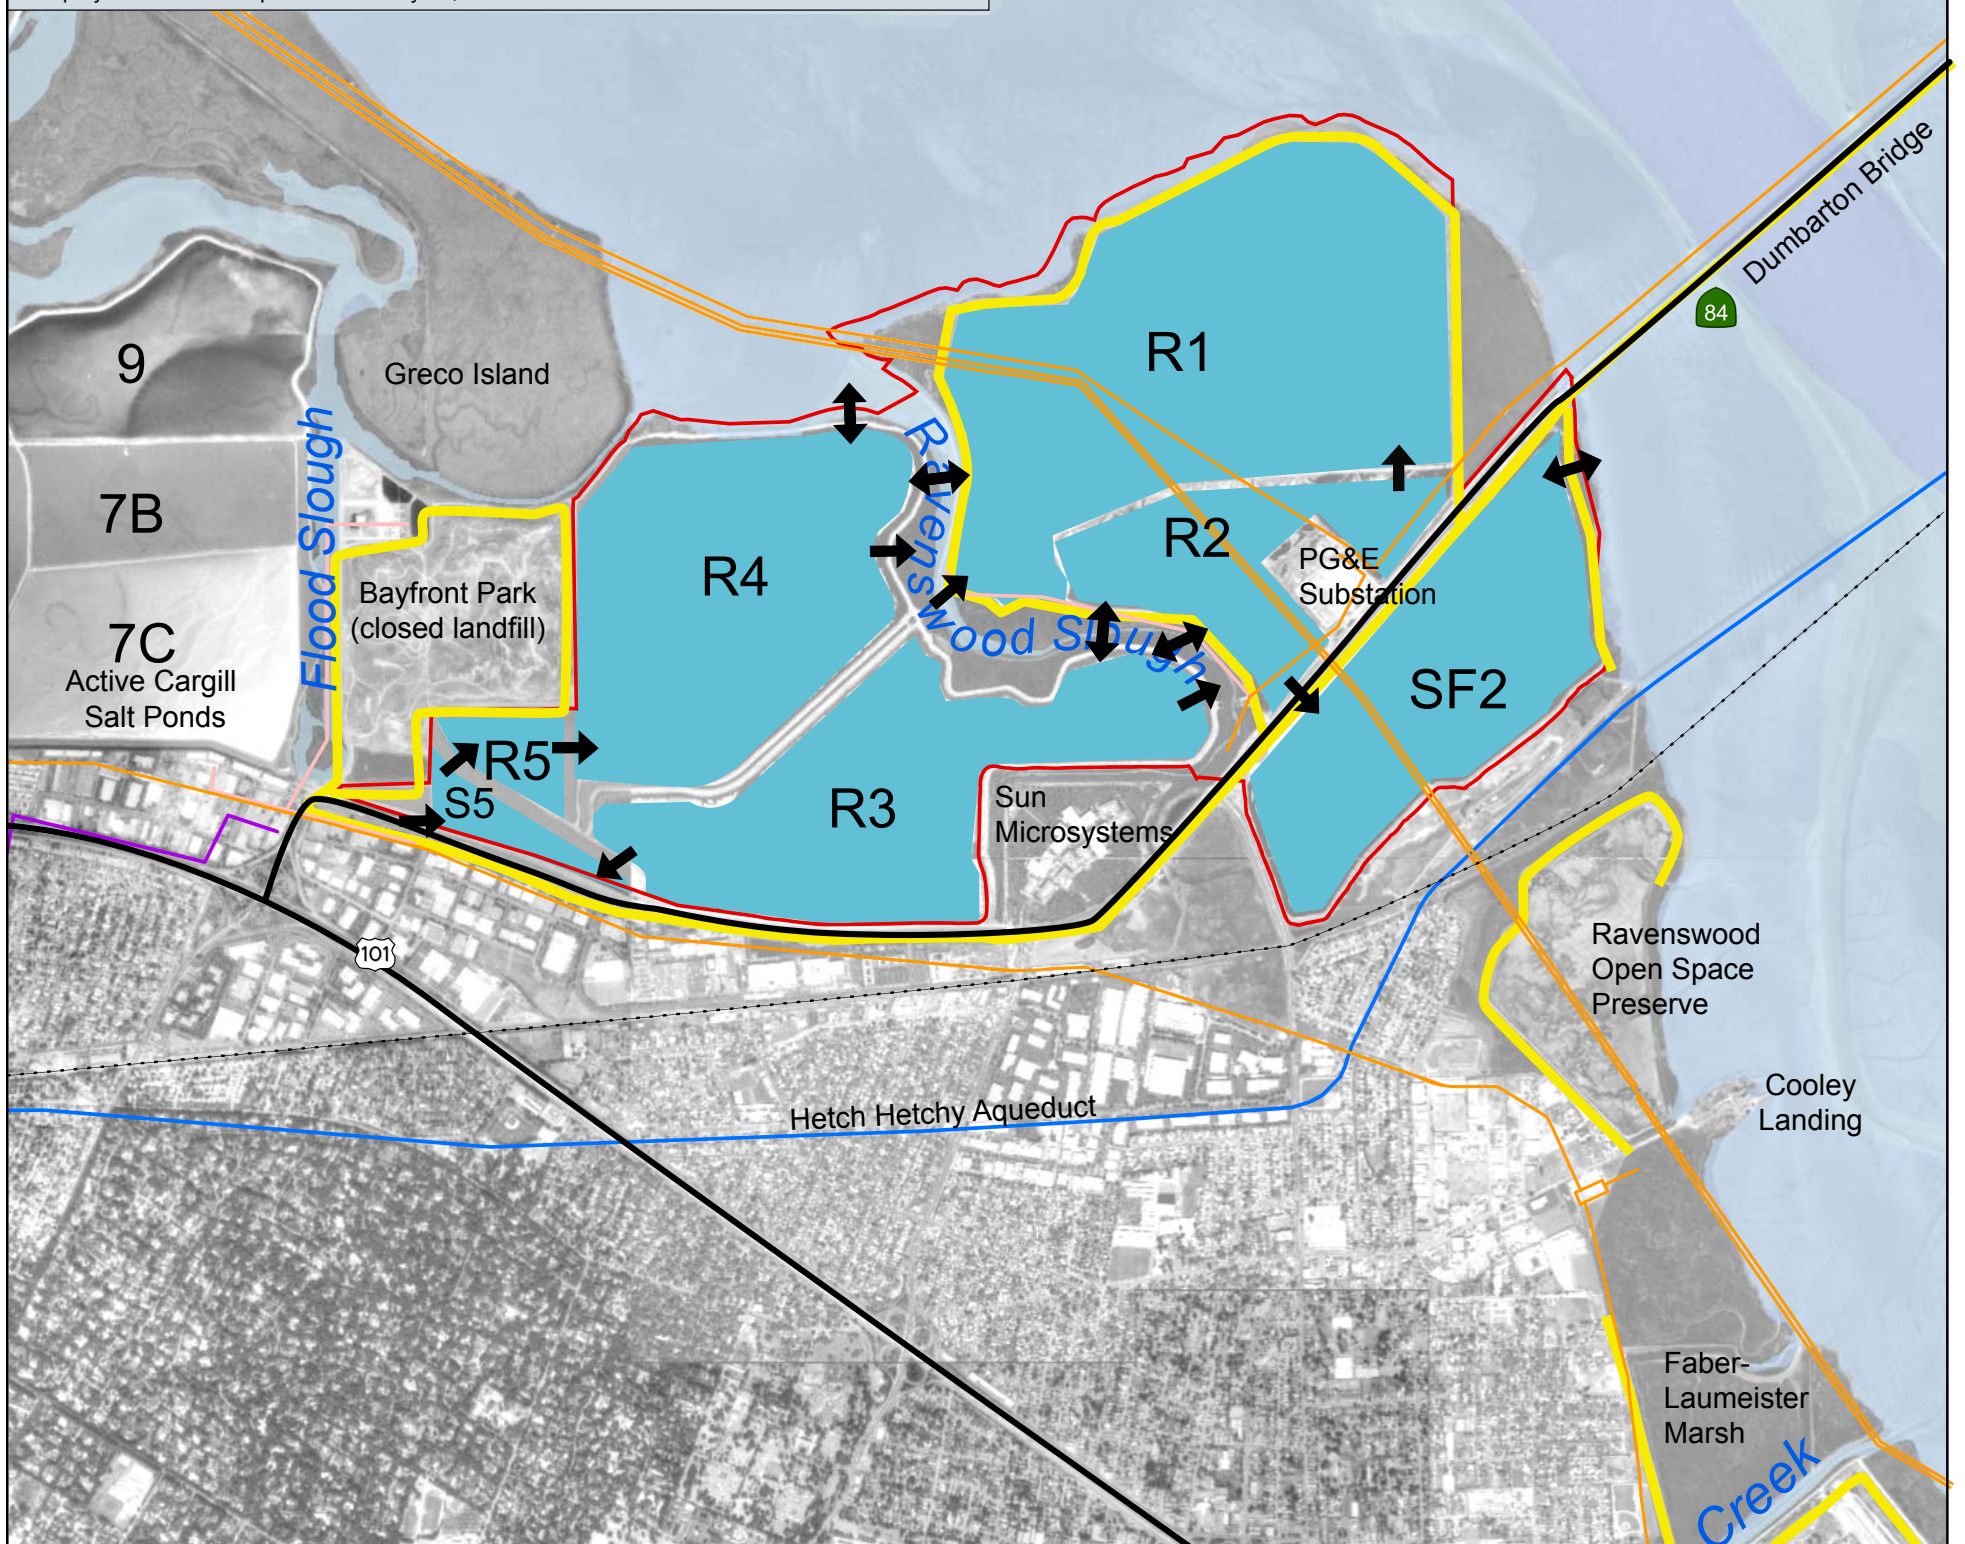 Dumbarton Bridge
84
R1
9
Greco Island
Flood Slough
Ravenswood Slough
7B
R2
R4
PG&E
Substation
Bayfront Park
(closed landfill)
7C
Active Cargill
Salt Ponds
SF2
R5
S5
R3
Sun
Microsystems
101
Ravenswood
Open Space
Preserve
Cooley
Landing
Hetch Hetchy Aqueduct
Faber-
Laumeister
Marsh
Creek